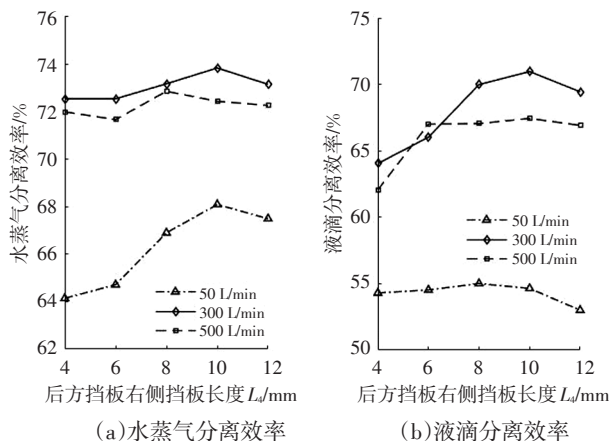 水蒸气分离效率/%
76
74
72
70
68
66
64
62
50 L/min
300 L/min
500 L/min
4 6 8 10 12
后方挡板右侧挡板长度L₄/mm
(a)水蒸气分离效率
液滴分离效率/%
75
70
65
60
55
50
50 L/min
300 L/min
500 L/min
4 6 8 10 12
后方挡板右侧挡板长度L₄/mm
(b)液滴分离效率